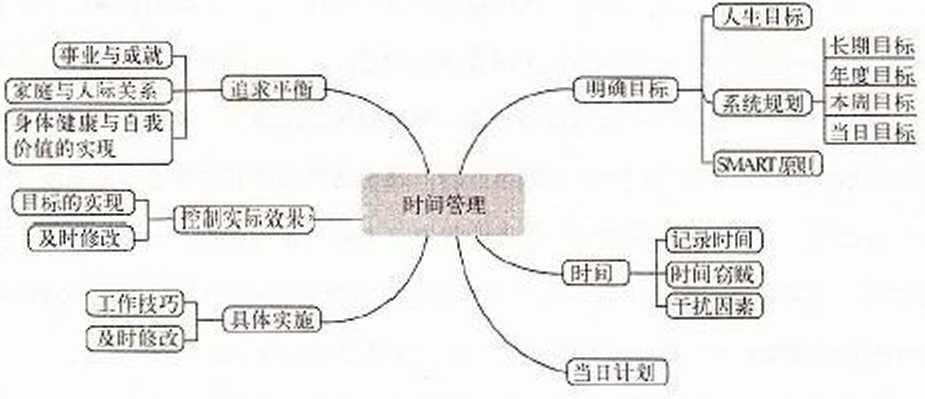 时间管理
明确目标
人生目标
系统规划
长期目标
年度目标
本周目标
当日目标
SMART原则
时间
记录时间
时间窃贼
干扰因素
当日计划
具体实施
工作技巧
及时修改
控制实际效果
目标的实现
及时修改
追求平衡
事业与成就
家庭与人际关系
身体健康与自我
价值的实现